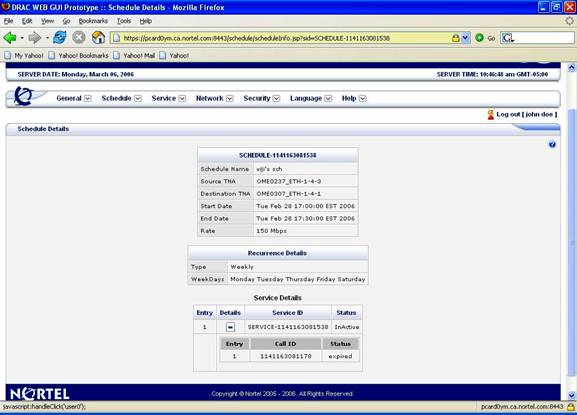 DRAC WEB GUI Prototype :: Schedule Details - Mozilla Firefox
File Edit View Go Bookmarks Tools Help
https://pcard0ym.ca.nortel.com:8443/schedule/scheduleInfo.jsp?sid=SCHEDULE-1141163081538 Go
My Yahoo! Yahoo! Bookmarks Yahoo! Mail Yahoo!
SERVER DATE: Monday, March 06, 2006 SERVER TIME: 10:46:48 am GMT-05:00
General Schedule Service Network Security Language Help
Log out [ john doe ]
Schedule Details
SCHEDULE-1141163081538
Schedule Name viji's sch
Source TNA OME0237_ETH-1-4-3
Destination TNA OME0307_ETH-1-4-1
Start Date Tue Feb 28 17:00:00 EST 2006
End Date Tue Feb 28 17:30:00 EST 2006
Rate 150 Mbps
Recurrence Details
Type Weekly
WeekDays Monday Tuesday Thursday Friday Saturday
Service Details
Entry Details Service ID Status
1 SERVICE-1141163081538 InActive
Entry Call ID Status
1 1141163081178 expired
NORTEL Copyright © Nortel 2005 - 2006. All Rights Reserved.
javascript:handleClick('user0'); pcard0ym.ca.nortel.com:8443